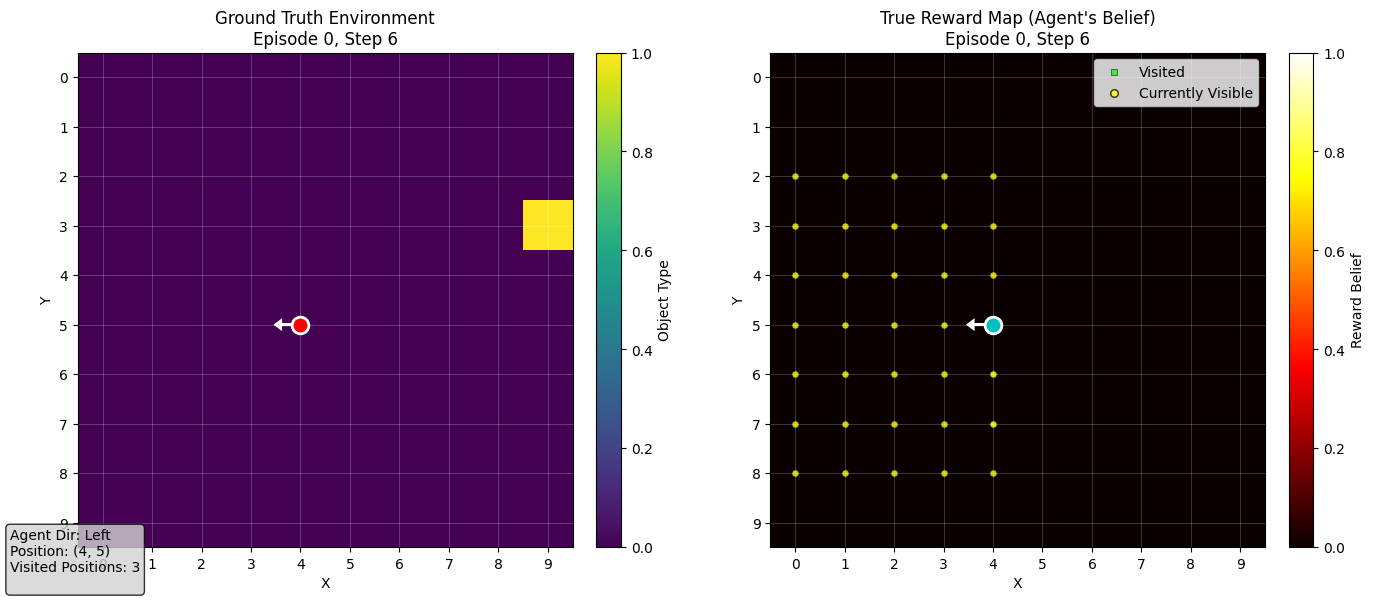 Ground Truth Environment
Episode 0, Step 6
0
1
2
3
4
5
6
7
8
9
Y
0 1 2 3 4 5 6 7 8 9
X
1.0
0.8
0.6
0.4
0.2
0.0
Object Type
Agent Dir: Left
Position: (4, 5)
Visited Positions: 3
True Reward Map (Agent's Belief)
Episode 0, Step 6
Visited
Currently Visible
0
1
2
3
4
5
6
7
8
9
Y
0 1 2 3 4 5 6 7 8 9
X
1.0
0.8
0.6
0.4
0.2
0.0
Reward Belief